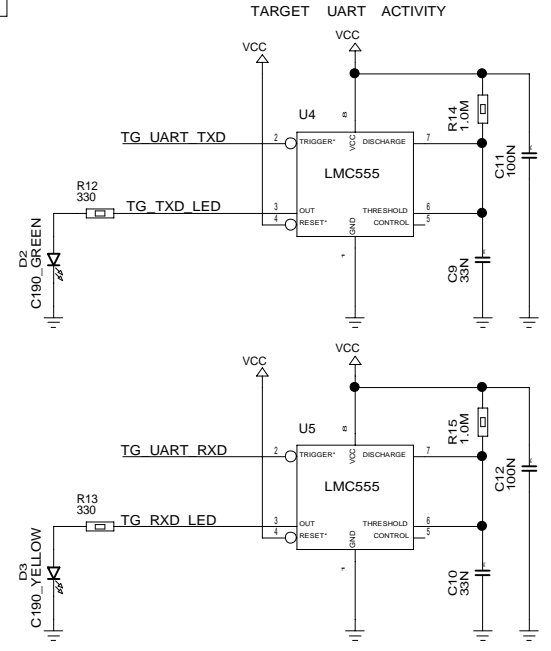 TARGET UART ACTIVITY
VCC
VCC
U4
8
R14
1.0M
TG_UART_TXD
2
TRIGGER*
VCC
DISCHARGE
7
C11
100N
LMC555
R12
330
TG_TXD_LED
3
OUT
THRESHOLD
6
4
RESET*
CONTROL
5
GND
1
D2
C190_GREEN
C9
33N
VCC
VCC
U5
8
R15
1.0M
TG_UART_RXD
2
TRIGGER*
VCC
DISCHARGE
7
C12
100N
LMC555
R13
330
TG_RXD_LED
3
OUT
THRESHOLD
6
4
RESET*
CONTROL
5
GND
1
D3
C190_YELLOW
C10
33N